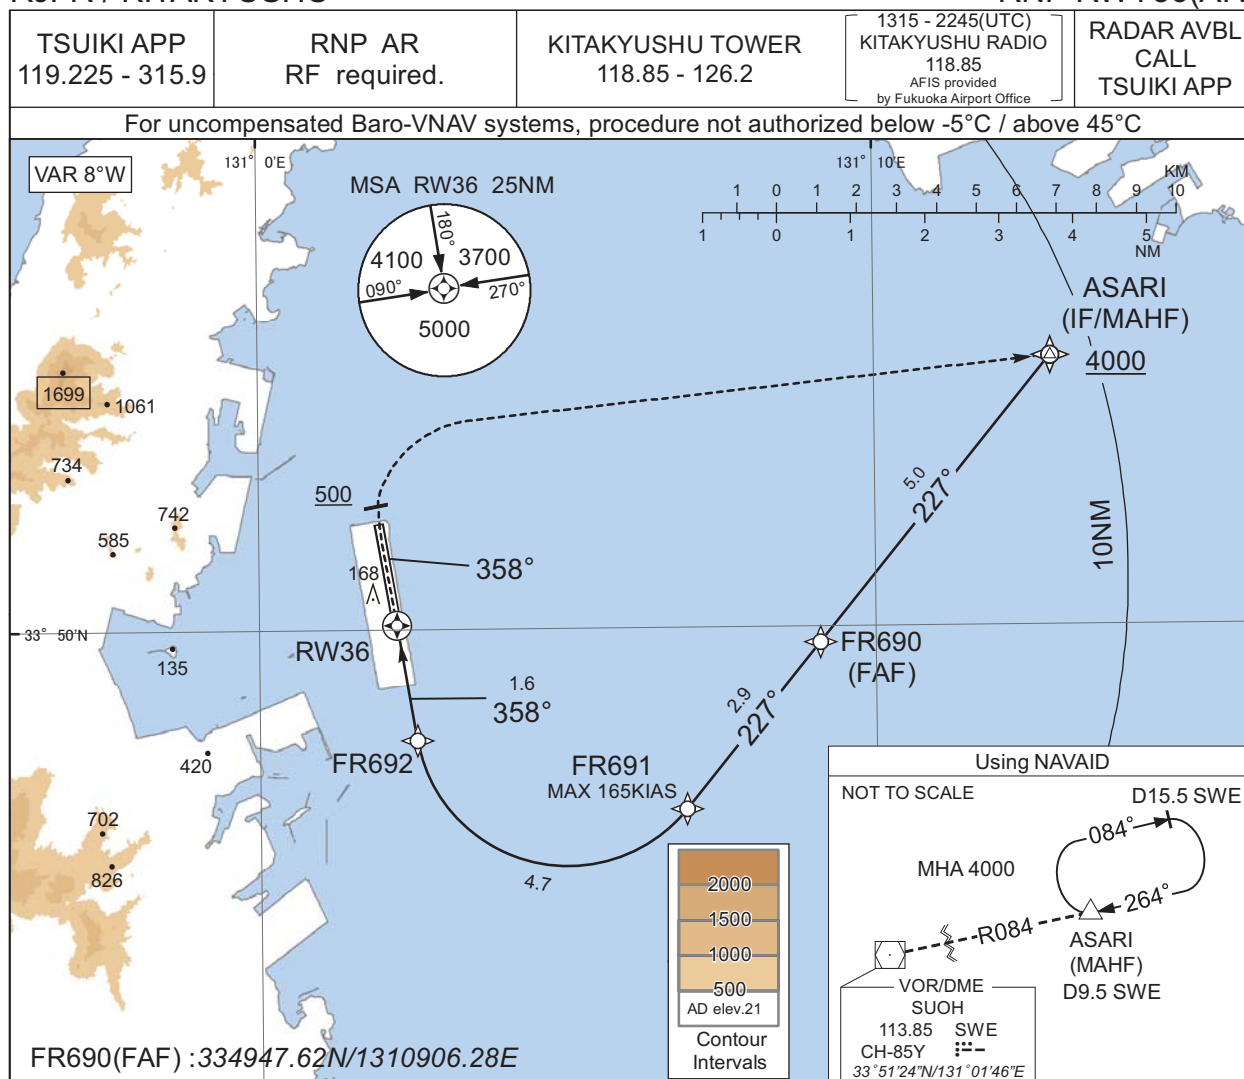 TSUIKI APP
119.225 - 315.9
RNP AR
RF required.
KITAKYUSHU TOWER
118.85 - 126.2
1315 - 2245(UTC)
KITAKYUSHU RADIO
118.85
AFIS provided
by Fukuoka Airport Office
RADAR AVBL
CALL
TSUIKI APP
For uncompensated Baro-VNAV systems, procedure not authorized below -5°C / above 45°C
VAR 8°W
131° 0'E
131° 10'E
MSA RW36 25NM
180°
4100
3700
090°
270°
5000
KM
1 0 1 2 3 4 5 6 7 8 9 10
1 0 1 2 3 4 5
NM
ASARI
(IF/MAHF)
4000
1699
1061
734
742
585
500
168
358°
5.0
227°
10NM
33° 50'N
135
RW36
FR690
(FAF)
1.6
358°
2.9
227°
420
FR692
FR691
MAX 165KIAS
702
826
4.7
2000
1500
1000
500
AD elev.21
Contour
Intervals
Using NAVAID
NOT TO SCALE
D15.5 SWE
084°
MHA 4000
264°
R084
ASARI
(MAHF)
D9.5 SWE
VOR/DME
SUOH
113.85 SWE
CH-85Y
33°51'24"N/131°01'46"E
FR690(FAF) :334947.62N/1310906.28E